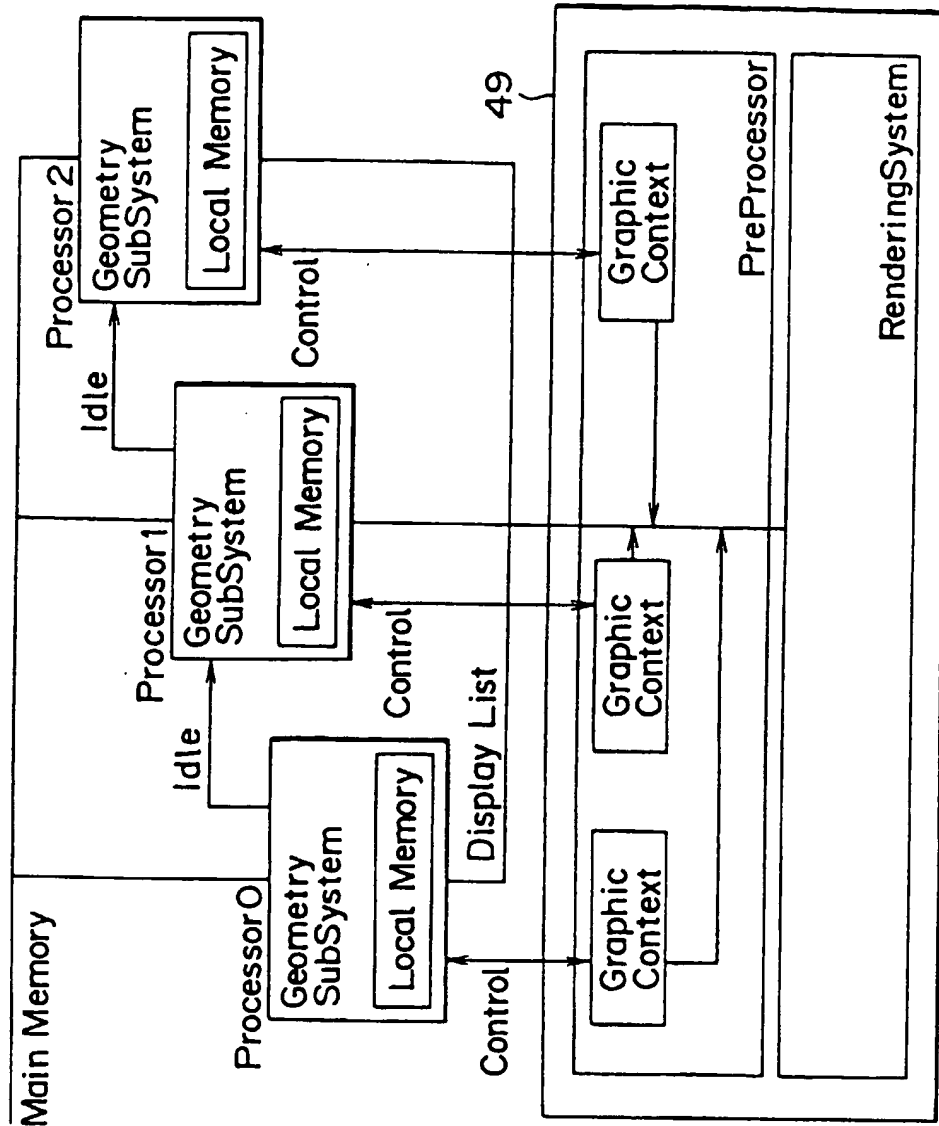 Main Memory
Processor0
Geometry
SubSystem
Local Memory
Idle
Processor1
Geometry
SubSystem
Local Memory
Idle
Processor2
Geometry
SubSystem
Local Memory
Control
Display List
Control
Control
49
Graphic
Context
Graphic
Context
Graphic
Context
PreProcessor
RenderingSystem